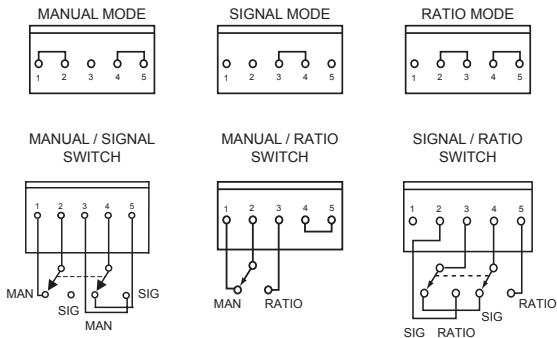 MANUAL MODE
SIGNAL MODE
RATIO MODE
1 2 3 4 5
1 2 3 4 5
1 2 3 4 5
MANUAL / SIGNAL
SWITCH
MANUAL / RATIO
SWITCH
SIGNAL / RATIO
SWITCH
1 2 3 4 5
1 2 3 4 5
1 2 3 4 5
MAN
SIG
MAN
SIG
MAN
RATIO
SIG
RATIO
SIG
RATIO